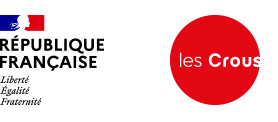 RÉPUBLIQUE
FRANÇAISE
Liberté
Égalité
Fraternité
les Crous